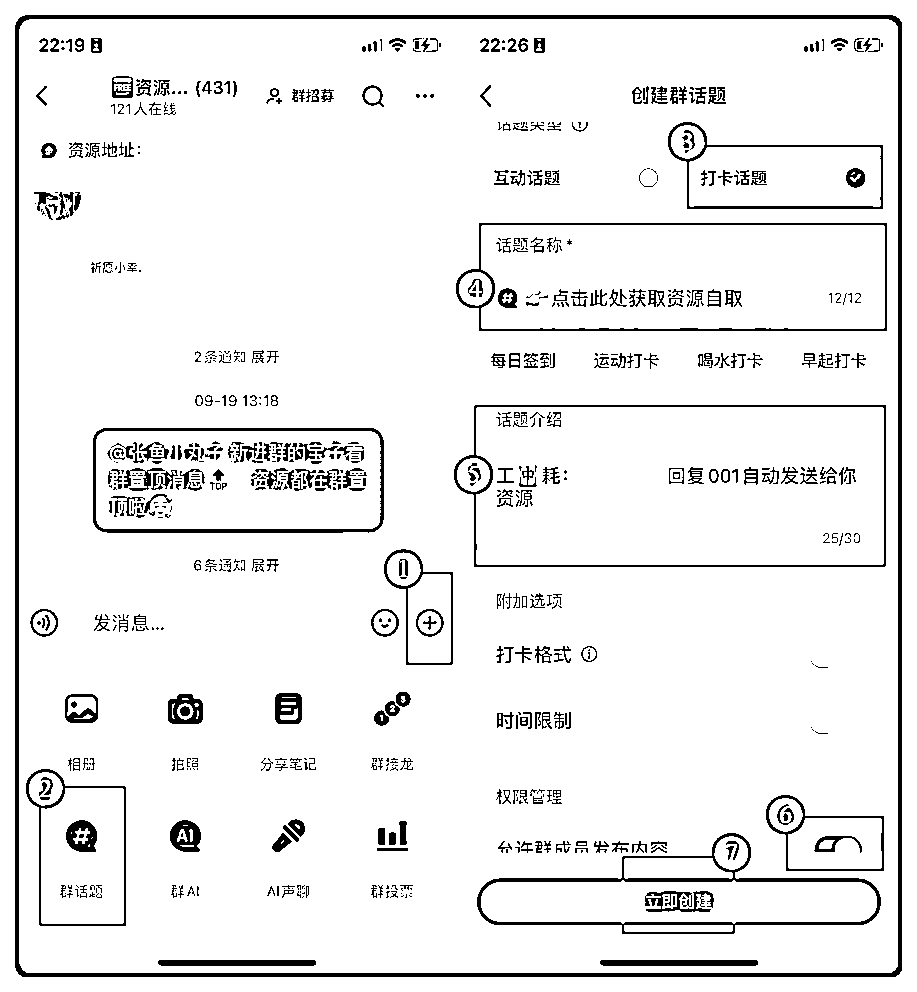 22:19
资源... (431)
121人在线
群招募
资源地址：
祈愿小幸.
2条通知 展开
09-19 13:18
@张鱼小丸子 新进群的宝子看
群置顶消息 TOP 资源都在群置
顶啦
6条通知 展开
1
发消息...
相册
拍照
分享笔记
群接龙
2
群话题
群AI
AI声聊
群投票
22:26
创建群话题
话题类型
3
互动话题
打卡话题
话题名称*
4
点击此处获取资源自取
12/12
每日签到
运动打卡
喝水打卡
早起打卡
话题介绍
5
回复001自动发送给你
资源
25/30
附加选项
打卡格式
时间限制
权限管理
6
允许群成员发布内容
7
立即创建